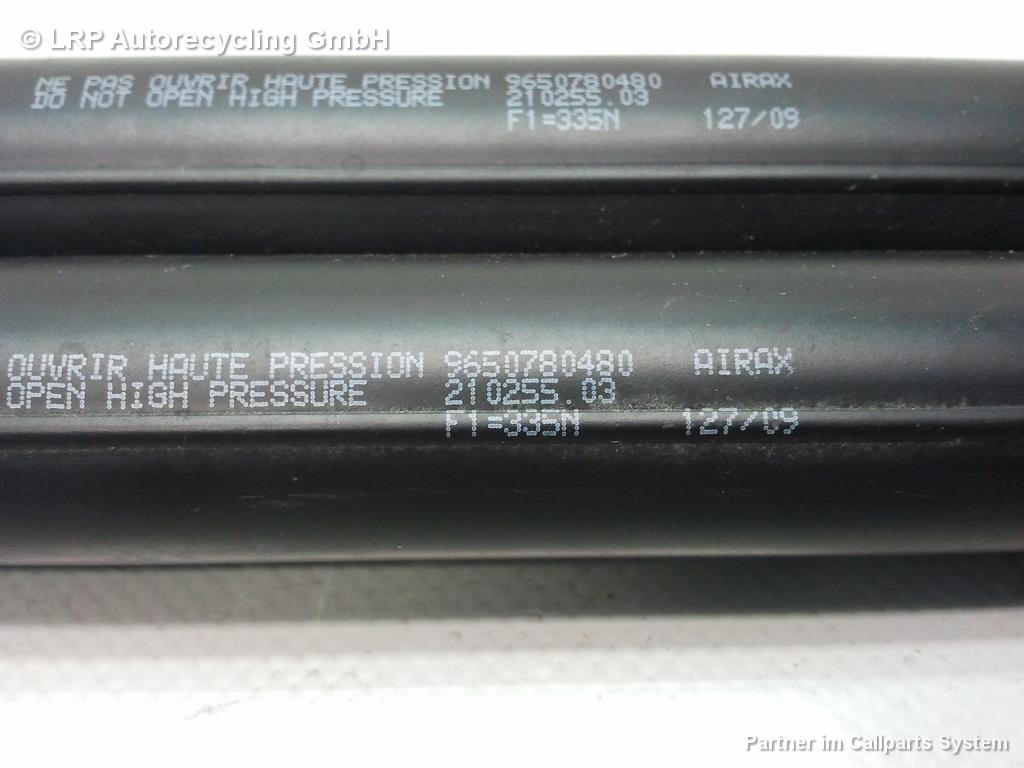 © LRP Autorecycling GmbH
NE PAS OUVRIR HAUTE PRESSION 9650780480 AIRAX
DO NOT OPEN HIGH PRESSURE 210255.03
F1=335N 127/09
OUVRIR HAUTE PRESSION 9650780480 AIRAX
OPEN HIGH PRESSURE 210255.03
F1=335N 127/09
Partner im Callparts System